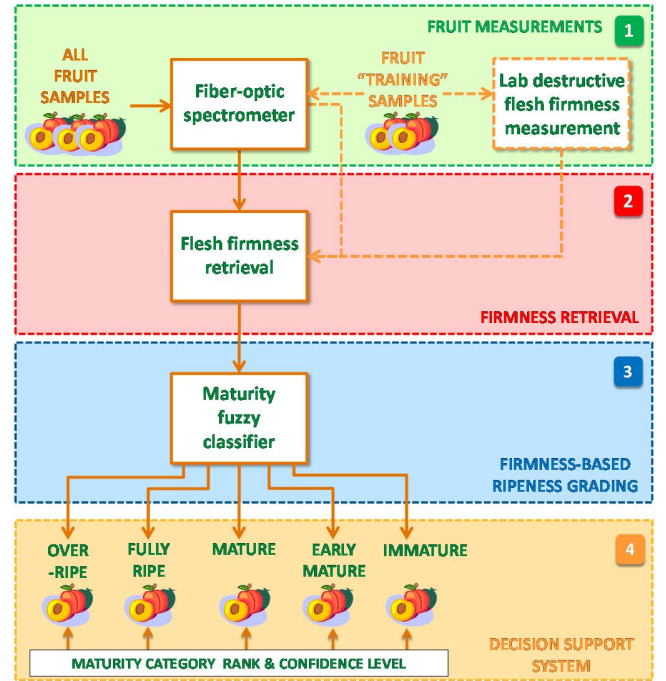 FRUIT MEASUREMENTS
1
ALL
FRUIT
SAMPLES
Fiber-optic
spectrometer
FRUIT
“TRAINING”
SAMPLES
Lab destructive
flesh firmness
measurement
2
Flesh firmness
retrieval
FIRMNESS RETRIEVAL
3
Maturity
fuzzy
classifier
FIRMNESS-BASED
RIPENESS GRADING
4
OVER
-RIPE
FULLY
RIPE
MATURE
EARLY
MATURE
IMMATURE
MATURITY CATEGORY RANK & CONFIDENCE LEVEL
DECISION SUPPORT
SYSTEM